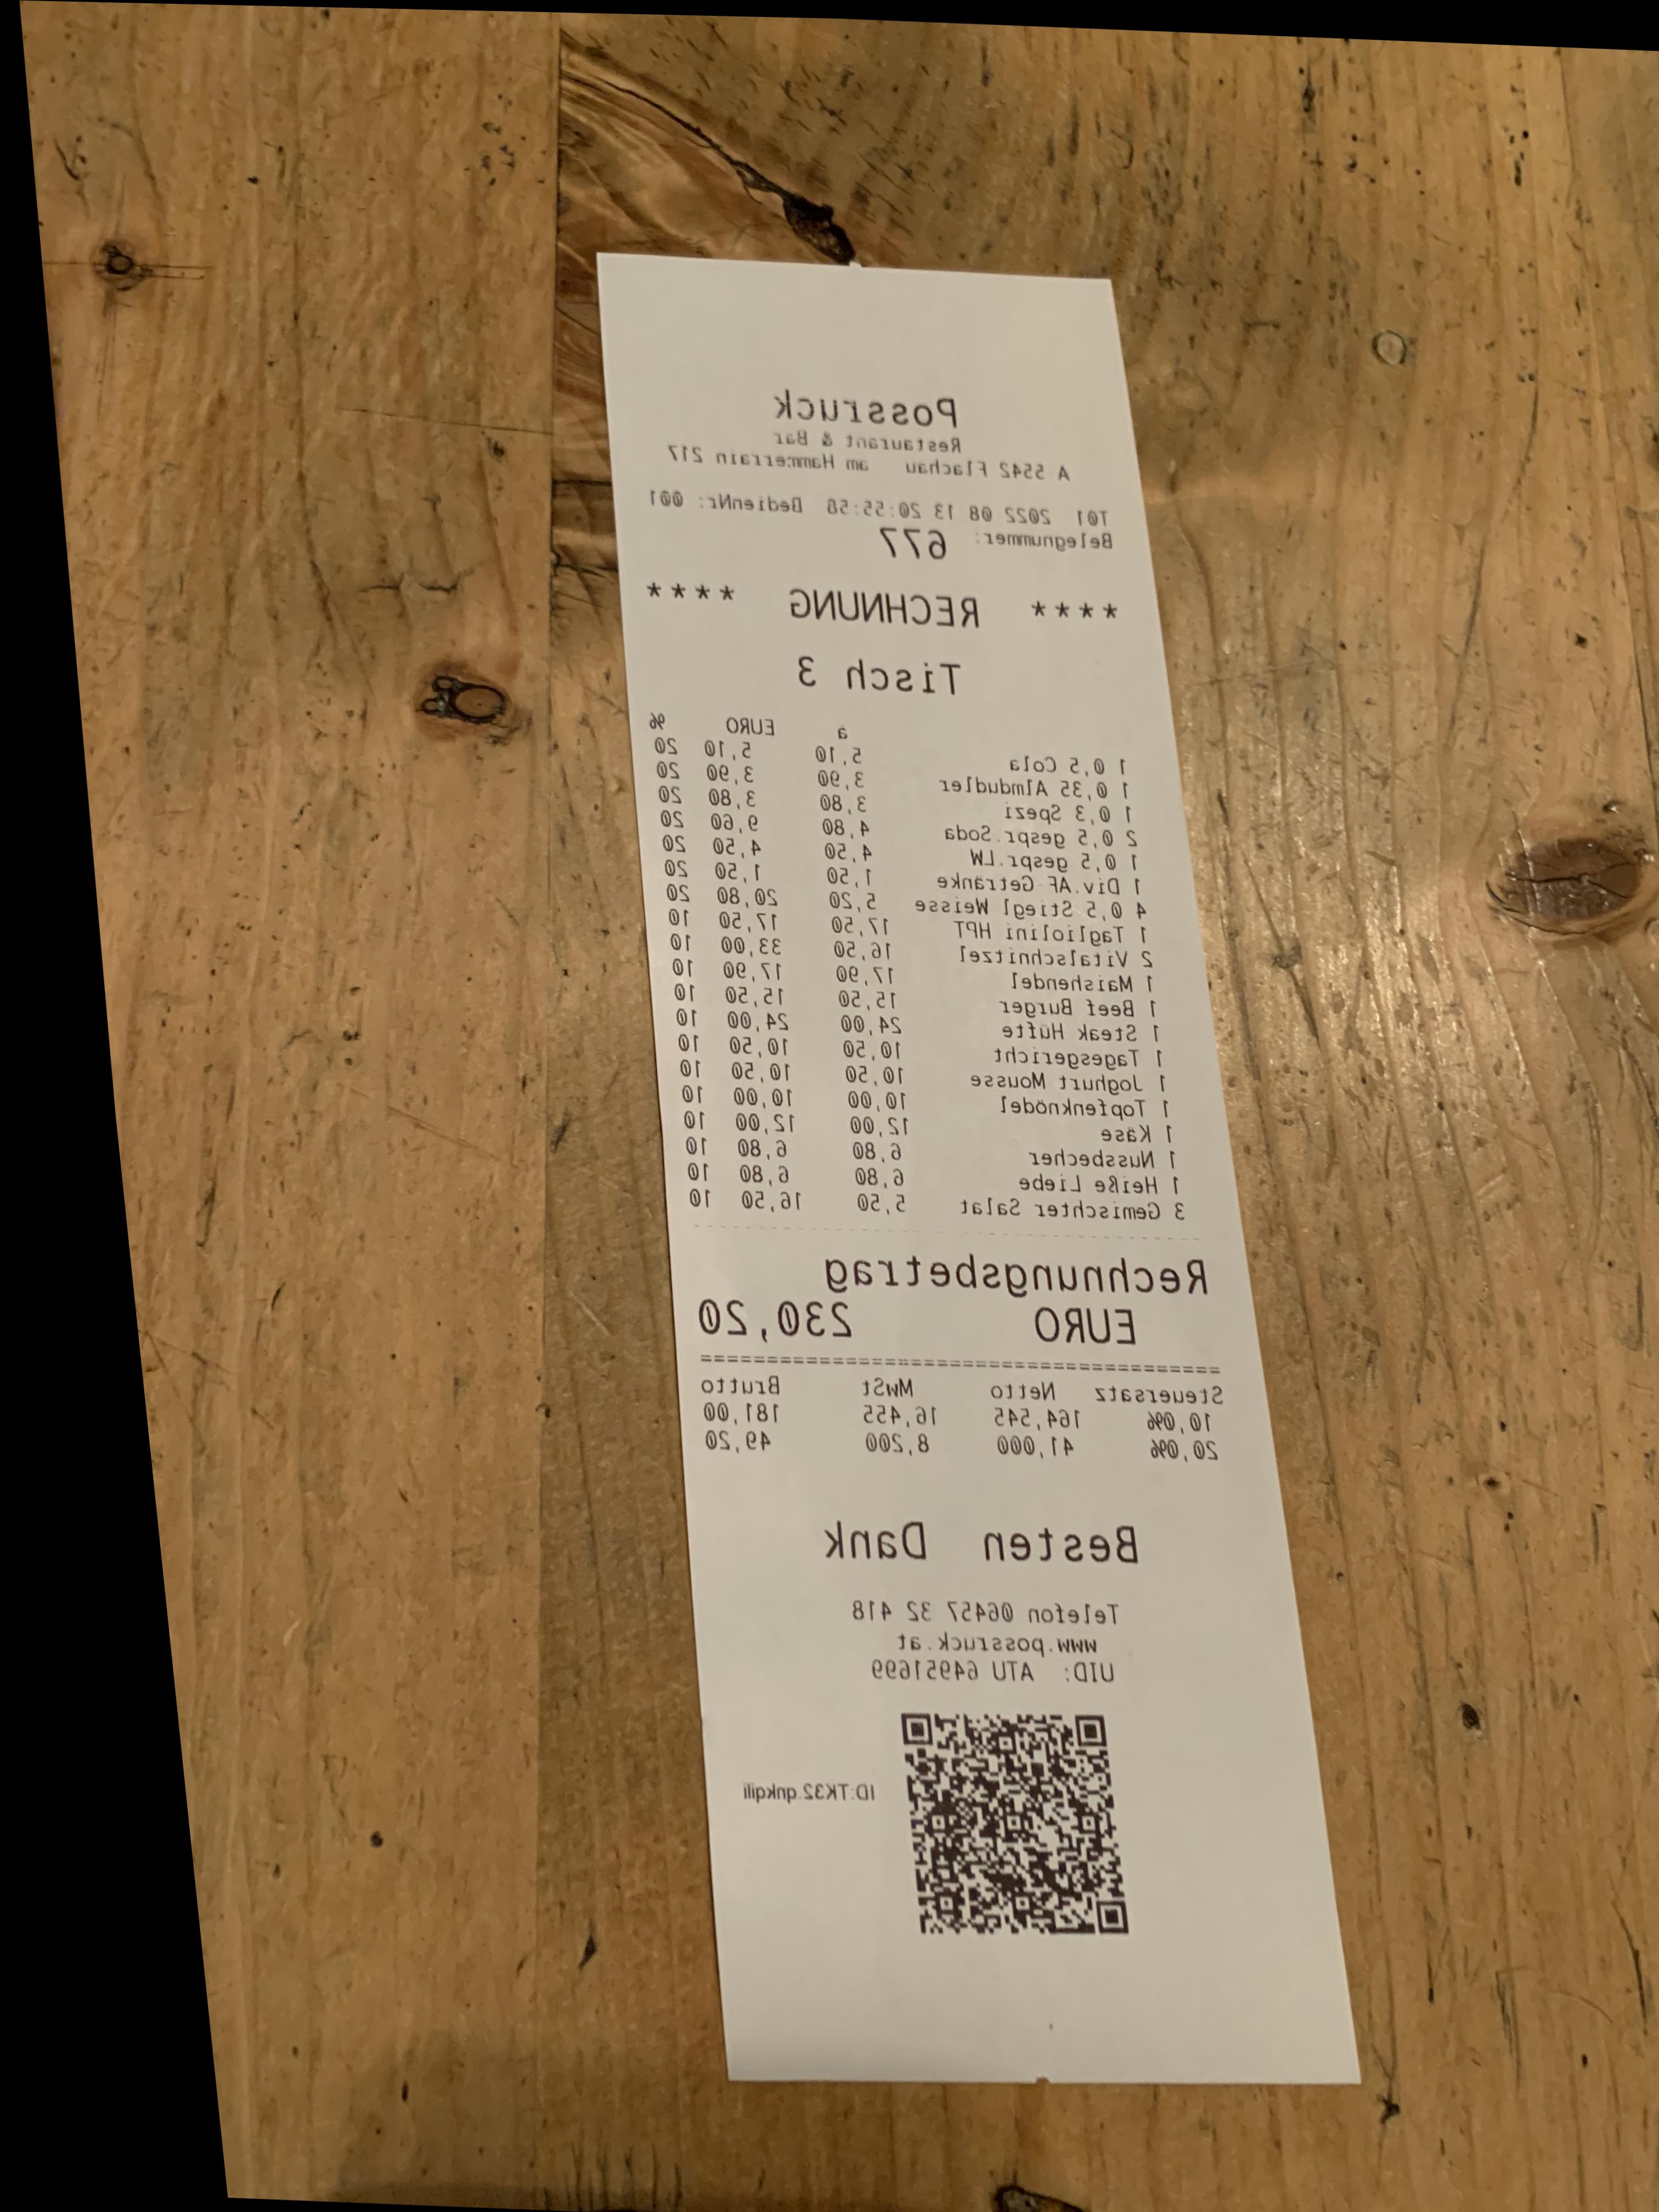 Possruck
Restaurant & Bar
A 5542 Flachau am Hammerrain 217
T01 2022 08 13 20:55:58 BedienNr: 001
Belegnummer: 677
**** RECHNUNG ****
Tisch 3
à EURO %
1 0,5 Cola 5,10 5,10 20
1 0,35 Almdudler 3,90 3,90 20
1 0,3 Spezi 3,80 3,80 20
2 0,5 gespr.Soda 4,80 9,60 20
1 0,5 gespr.LW 4,50 4,50 20
1 Div.AF-Getränke 1,50 1,50 20
4 0,5 Stiegl Weisse 5,20 20,80 20
1 Tagliolini HPT 17,50 17,50 10
2 Vitalschnitzel 16,50 33,00 10
1 Maishendel 17,90 17,90 10
1 Beef Burger 15,50 15,50 10
1 Steak Hüfte 24,00 24,00 10
1 Tagesgericht 10,50 10,50 10
1 Joghurt Mousse 10,50 10,50 10
1 Topfenknödel 10,00 10,00 10
1 Käse 12,00 12,00 10
1 Nussbecher 6,80 6,80 10
1 Heiße Liebe 6,80 6,80 10
3 Gemischter Salat 5,50 16,50 10
Rechnungsbetrag
EURO 230,20
Steuersatz Netto MwSt Brutto
10,0% 164,545 16,455 181,00
20,0% 41,000 8,200 49,20
Besten Dank
Telefon 06457 32 418
www.possruck.at
UID: ATU 64951699
ID:TK32.qnkqili